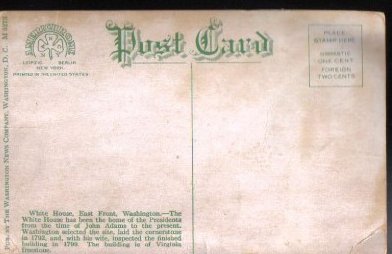 Post Card
LEIPZIG BERLIN
NEW YORK
PRINTED IN THE UNITED STATES
PLACE
STAMP HERE
DOMESTIC
ONE CENT
FOREIGN
TWO CENTS
PUB. BY THE WASHINGTON NEWS COMPANY, WASHINGTON, D. C.
White House, East Front, Washington.—The
White House has been the home of the Presidents
from the time of John Adams to the present.
Washington selected the site, laid the cornerstone
in 1792, and, with his wife, inspected the finished
building in 1799. The building is of Virginia
freestone.